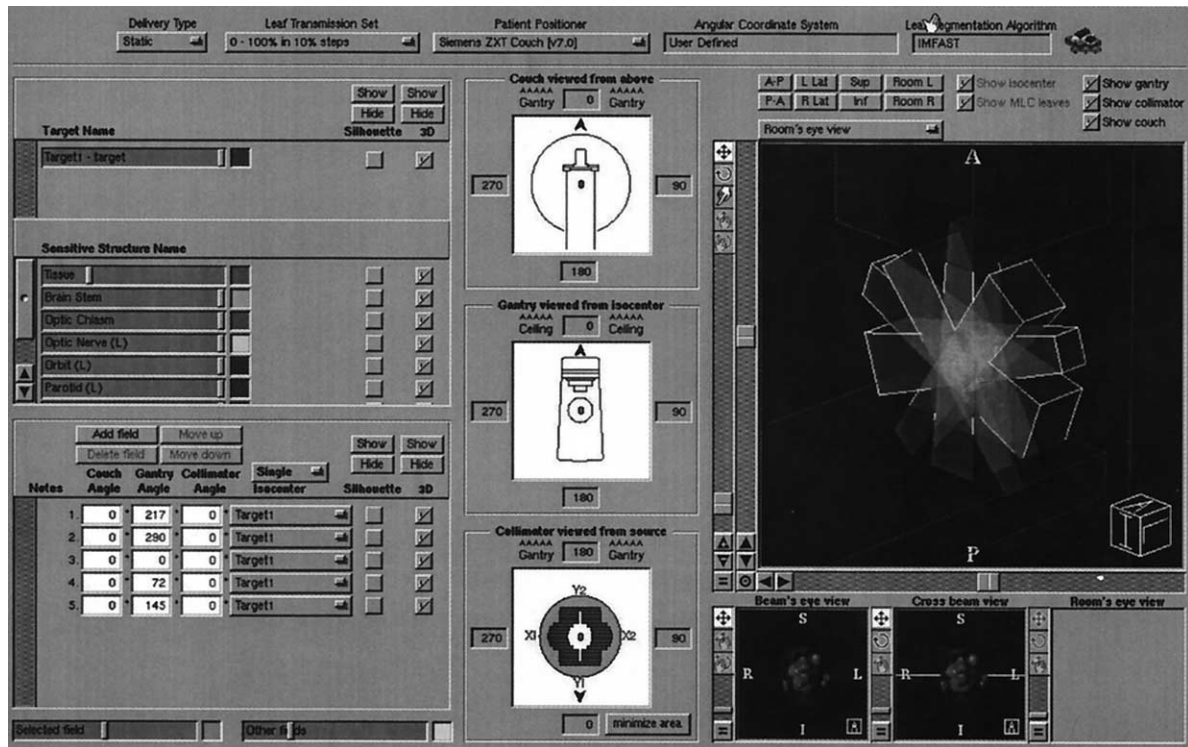 Delivery Type Leaf Transmission Set Patient Positioner Angular Coordinate System Leaf Segmentation Algorithm
Static 0 - 100% in 10% steps Siemens ZXT Couch [v7.0] User Defined IMFAST
Show Show
Hide Hide
Target Name Silhouette 3D
Target1 - target
Sensitive Structure Name
Tissue
Brain Stem
Optic Chiasm
Optic Nerve (L)
Orbit (L)
Parotid (L)
Add field Move up
Delete field Move down
Show Show
Hide Hide
Couch Gantry Collimator Single
Notes Angle Angle Angle Isocenter Silhouette 3D
1. 0 ° 217 ° 0 ° Target1
2. 0 ° 290 ° 0 ° Target1
3. 0 ° 0 ° 0 ° Target1
4. 0 ° 72 ° 0 ° Target1
5. 0 ° 145 ° 0 ° Target1
Selected field Other fields
Couch viewed from above
Gantry 0 Gantry
0
270 90
180
Gantry viewed from isocenter
Ceiling 0 Ceiling
0
270 90
180
Collimator viewed from source
Gantry 180 Gantry
Y2
270 X1 0 X2 90
Y1
0 minimize area
A-P L Lat Sup Room L Show isocenter Show gantry
P-A R Lat Inf Room R Show MLC leaves Show collimator
Show couch
Room's eye view
A
P
Beam's eye view Cross beam view Room's eye view
S S
R L R L
I A I A